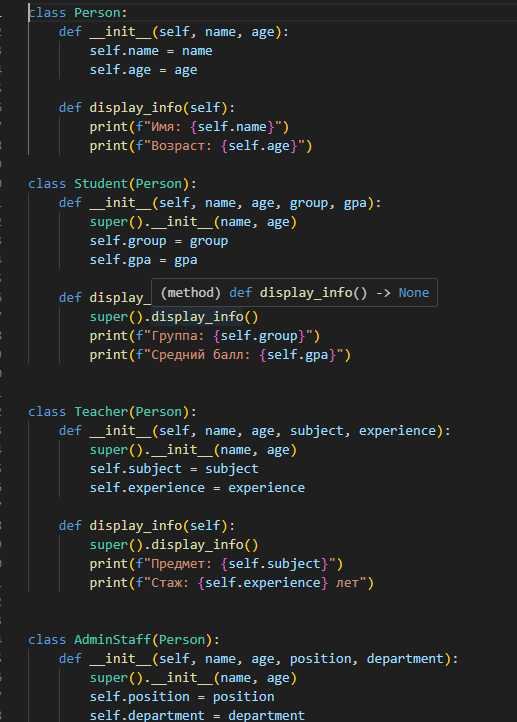 class Person:
    def __init__(self, name, age):
        self.name = name
        self.age = age
    def display_info(self):
        print(f"Имя: {self.name}")
        print(f"Возраст: {self.age}")
class Student(Person):
    def __init__(self, name, age, group, gpa):
        super().__init__(name, age)
        self.group = group
        self.gpa = gpa
(method) def display_info() -> None
    def display_
        super().display_info()
        print(f"Группа: {self.group}")
        print(f"Средний балл: {self.gpa}")
class Teacher(Person):
    def __init__(self, name, age, subject, experience):
        super().__init__(name, age)
        self.subject = subject
        self.experience = experience
    def display_info(self):
        super().display_info()
        print(f"Предмет: {self.subject}")
        print(f"Стаж: {self.experience} лет")
class AdminStaff(Person):
    def __init__(self, name, age, position, department):
        super().__init__(name, age)
        self.position = position
        self.department = department